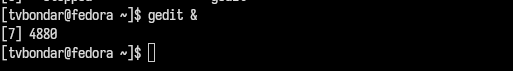 [tvbondar@fedora ~]$ gedit &
[7] 4880
[tvbondar@fedora ~]$